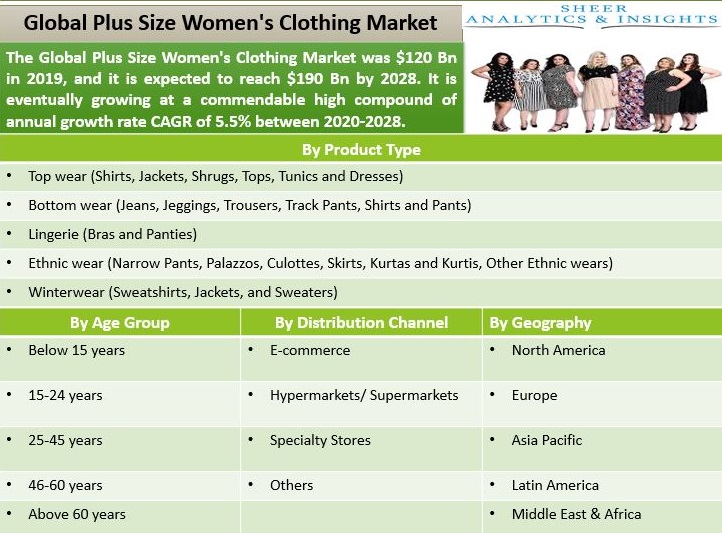 Global Plus Size Women's Clothing Market
SHEER
ANALYTICS & INSIGHTS
The Global Plus Size Women's Clothing Market was $120 Bn
in 2019, and it is expected to reach $190 Bn by 2028. It is
eventually growing at a commendable high compound of
annual growth rate CAGR of 5.5% between 2020-2028.
By Product Type
• Top wear (Shirts, Jackets, Shrugs, Tops, Tunics and Dresses)
• Bottom wear (Jeans, Jeggings, Trousers, Track Pants, Shirts and Pants)
• Lingerie (Bras and Panties)
• Ethnic wear (Narrow Pants, Palazzos, Culottes, Skirts, Kurtas and Kurtis, Other Ethnic wears)
• Winterwear (Sweatshirts, Jackets, and Sweaters)
By Age Group
• Below 15 years
• 15-24 years
• 25-45 years
• 46-60 years
• Above 60 years
By Distribution Channel
• E-commerce
• Hypermarkets/ Supermarkets
• Specialty Stores
• Others
By Geography
• North America
• Europe
• Asia Pacific
• Latin America
• Middle East & Africa